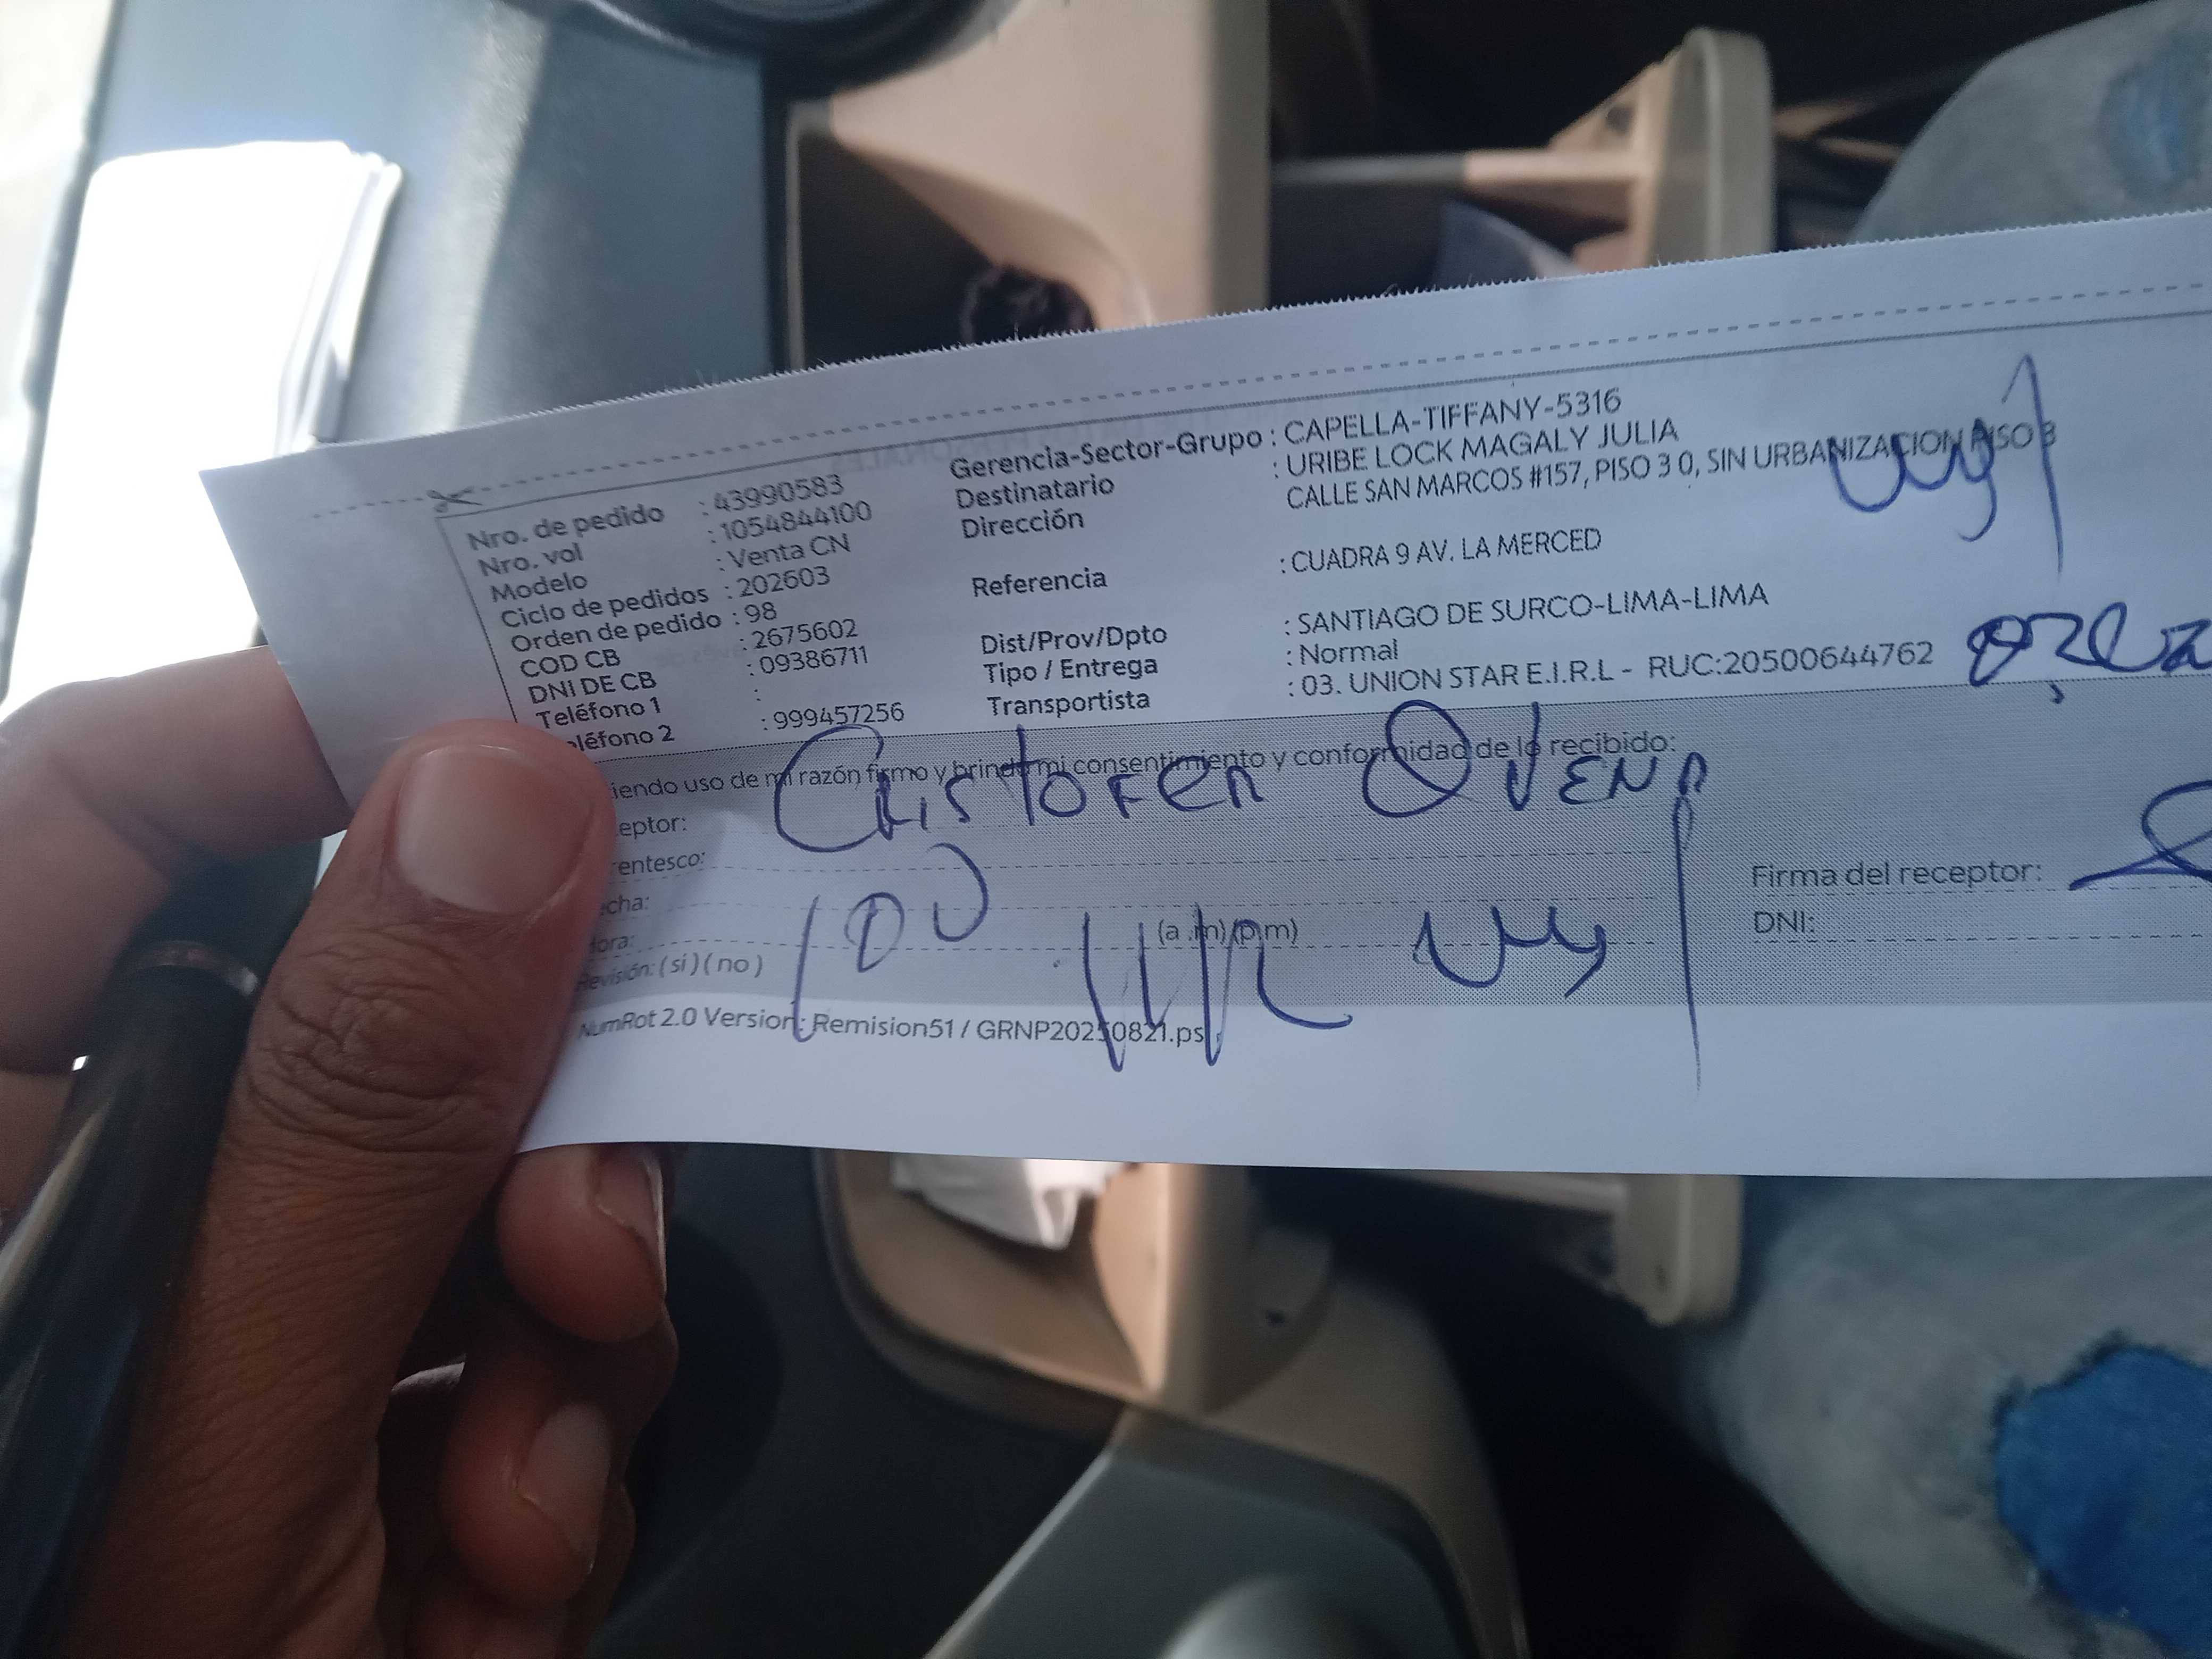 Nro. de pedido : 43990583
Nro. vol : 1054844100
Modelo : Venta CN
Ciclo de pedidos : 202603
Orden de pedido : 98
COD CB : 2675602
DNI DE CB : 09386711
Teléfono 1 :
léfono 2 : 999457256
Gerencia-Sector-Grupo : CAPELLA-TIFFANY-5316
Destinatario : URIBE LOCK MAGALY JULIA
Dirección CALLE SAN MARCOS #157, PISO 3 0, SIN URBANIZACION PISO 3
Referencia : CUADRA 9 AV. LA MERCED
Dist/Prov/Dpto : SANTIAGO DE SURCO-LIMA-LIMA
Tipo / Entrega : Normal
Transportista : 03. UNION STAR E.I.R.L - RUC:20500644762
iendo uso de mi razón firmo y brindo mi consentimiento y conformidad de lo recibido:
eptor: CRISTOFER
rentesco:
echa:
Hora: (a .m) (p.m)
Revisión: ( si ) ( no )
Firma del receptor:
DNI:
NumRot 2.0 Version: Remision51 / GRNP20250821.ps